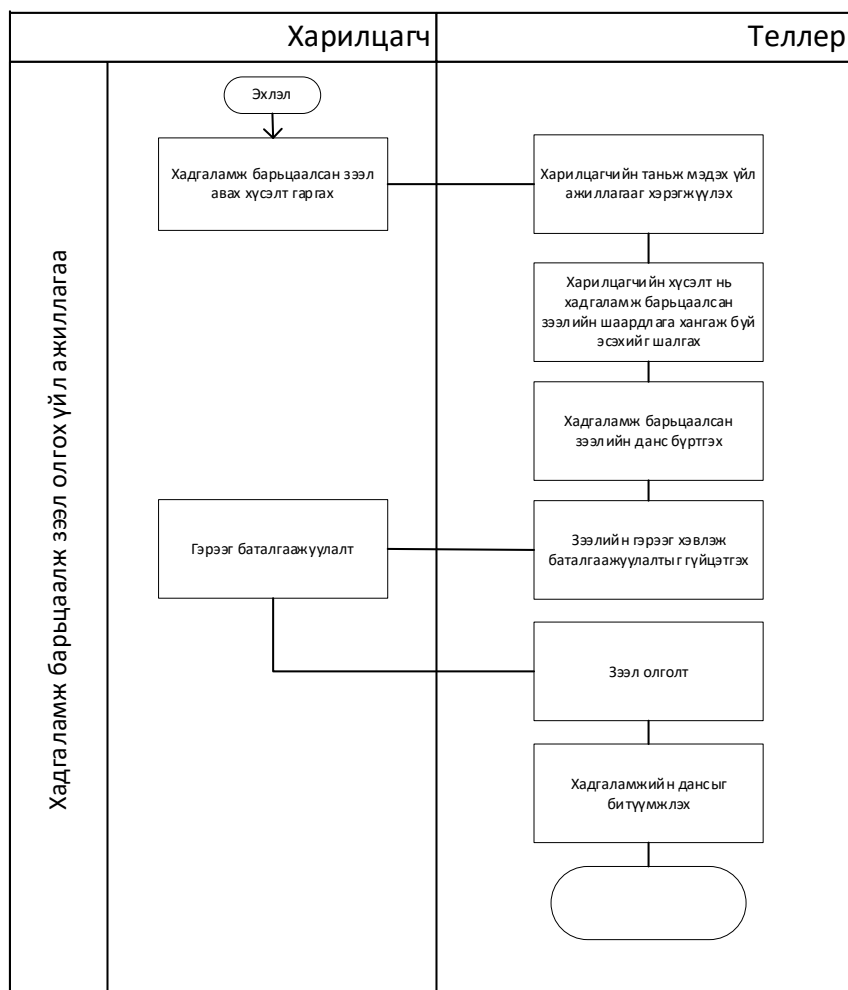 Харилцагч
Теллер
Хадгаламж барьцаалж зээл олгох үйл ажиллагаа
Эхлэл
Хадгаламж барьцаалсан зээл
авах хүсэлт гаргах
Харилцагчийн таньж мэдэх үйл
ажиллагааг хэрэгжүүлэх
Харилцагчийн хүсэлт нь
хадгаламж барьцаалсан
зээлийн шаардлага хангаж буй
эсэхийг шалгах
Хадгаламж барьцаалсан
зээлийн данс бүртгэх
Гэрээг баталгаажуулалт
Зээлийн гэрээг хэвлэж
баталгаажуулалтыг гүйцэтгэх
Зээл олголт
Хадгаламжийн дансыг
битүүмжлэх